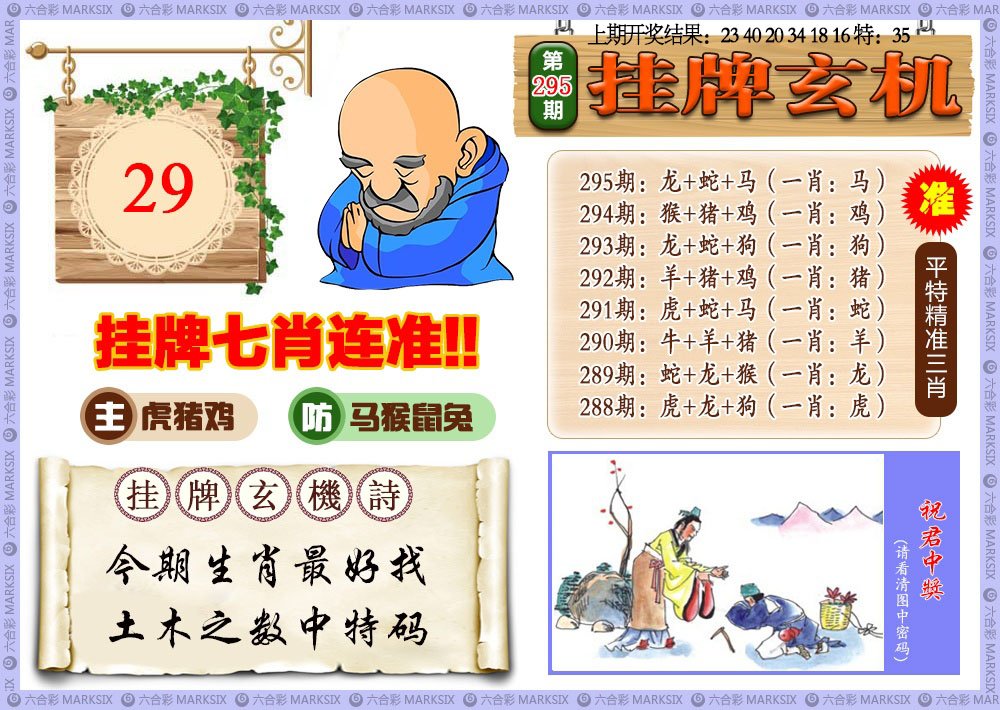 六合彩 MARKSIX
上期开奖结果：23 40 20 34 18 16 特：35
第
295
期
挂牌玄机
29
挂牌七肖连准!!
主 虎猪鸡
防 马猴鼠兔
挂牌玄機詩
今期生肖最好找
土木之数中特码
295期：龙+蛇+马（一肖：马）
294期：猴+猪+鸡（一肖：鸡）
293期：龙+蛇+狗（一肖：狗）
292期：羊+猪+鸡（一肖：猪）
291期：虎+蛇+马（一肖：蛇）
290期：牛+羊+猪（一肖：羊）
289期：蛇+龙+猴（一肖：龙）
288期：虎+龙+狗（一肖：虎）
准
平特精准三肖
祝君中獎
（请看清图中密码）